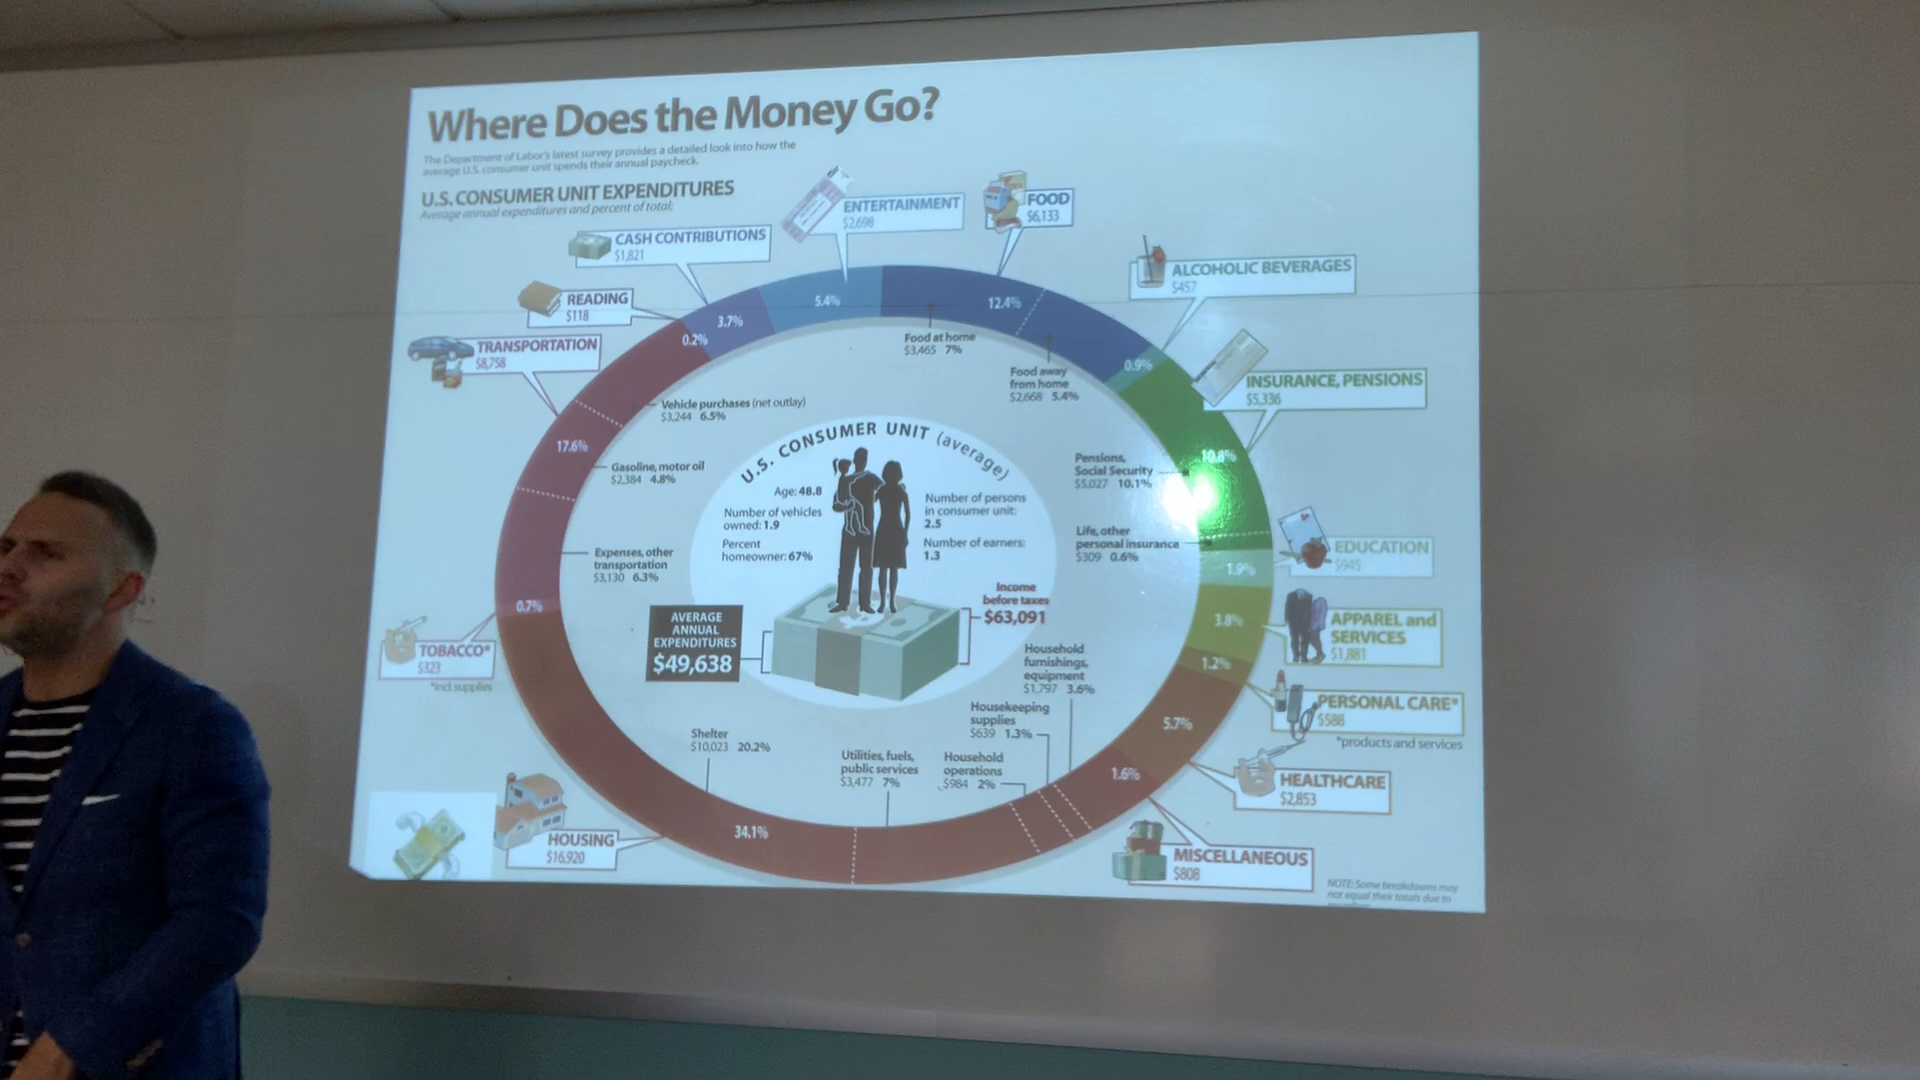 Where Does the Money Go?
The Department of Labor's latest survey provides a detailed look into how the
average U.S. consumer unit spends their annual paycheck.
U.S. CONSUMER UNIT EXPENDITURES
Average annual expenditures and percent of total:
ENTERTAINMENT
$2,698
FOOD
$6,133
CASH CONTRIBUTIONS
$1,821
ALCOHOLIC BEVERAGES
$457
READING
$118
TRANSPORTATION
$8,758
INSURANCE, PENSIONS
$5,336
5.4%
12.4%
3.7%
0.2%
0.9%
17.6%
10.8%
1.9%
0.7%
3.8%
1.2%
5.7%
1.6%
34.1%
Food at home
$3,465 7%
Food away
from home
$2,668 5.4%
Vehicle purchases (net outlay)
$3,244 6.5%
Gasoline, motor oil
$2,384 4.8%
Expenses, other
transportation
$3,130 6.3%
Pensions,
Social Security
$5,027 10.1%
Life, other
personal insurance
$309 0.6%
U.S. CONSUMER UNIT (average)
Age: 48.8
Number of vehicles
owned: 1.9
Percent
homeowner: 67%
Number of persons
in consumer unit:
2.5
Number of earners:
1.3
Income
before taxes
$63,091
AVERAGE
ANNUAL
EXPENDITURES
$49,638
EDUCATION
$945
APPAREL and
SERVICES
$1,881
PERSONAL CARE*
$588
*products and services
HEALTHCARE
$2,853
MISCELLANEOUS
$808
TOBACCO*
$323
*incl. supplies
HOUSING
$16,920
Shelter
$10,023 20.2%
Utilities, fuels,
public services
$3,477 7%
Household
operations
$984 2%
Housekeeping
supplies
$639 1.3%
Household
furnishings,
equipment
$1,797 3.6%
NOTE: Some breakdowns may
not equal their totals due to